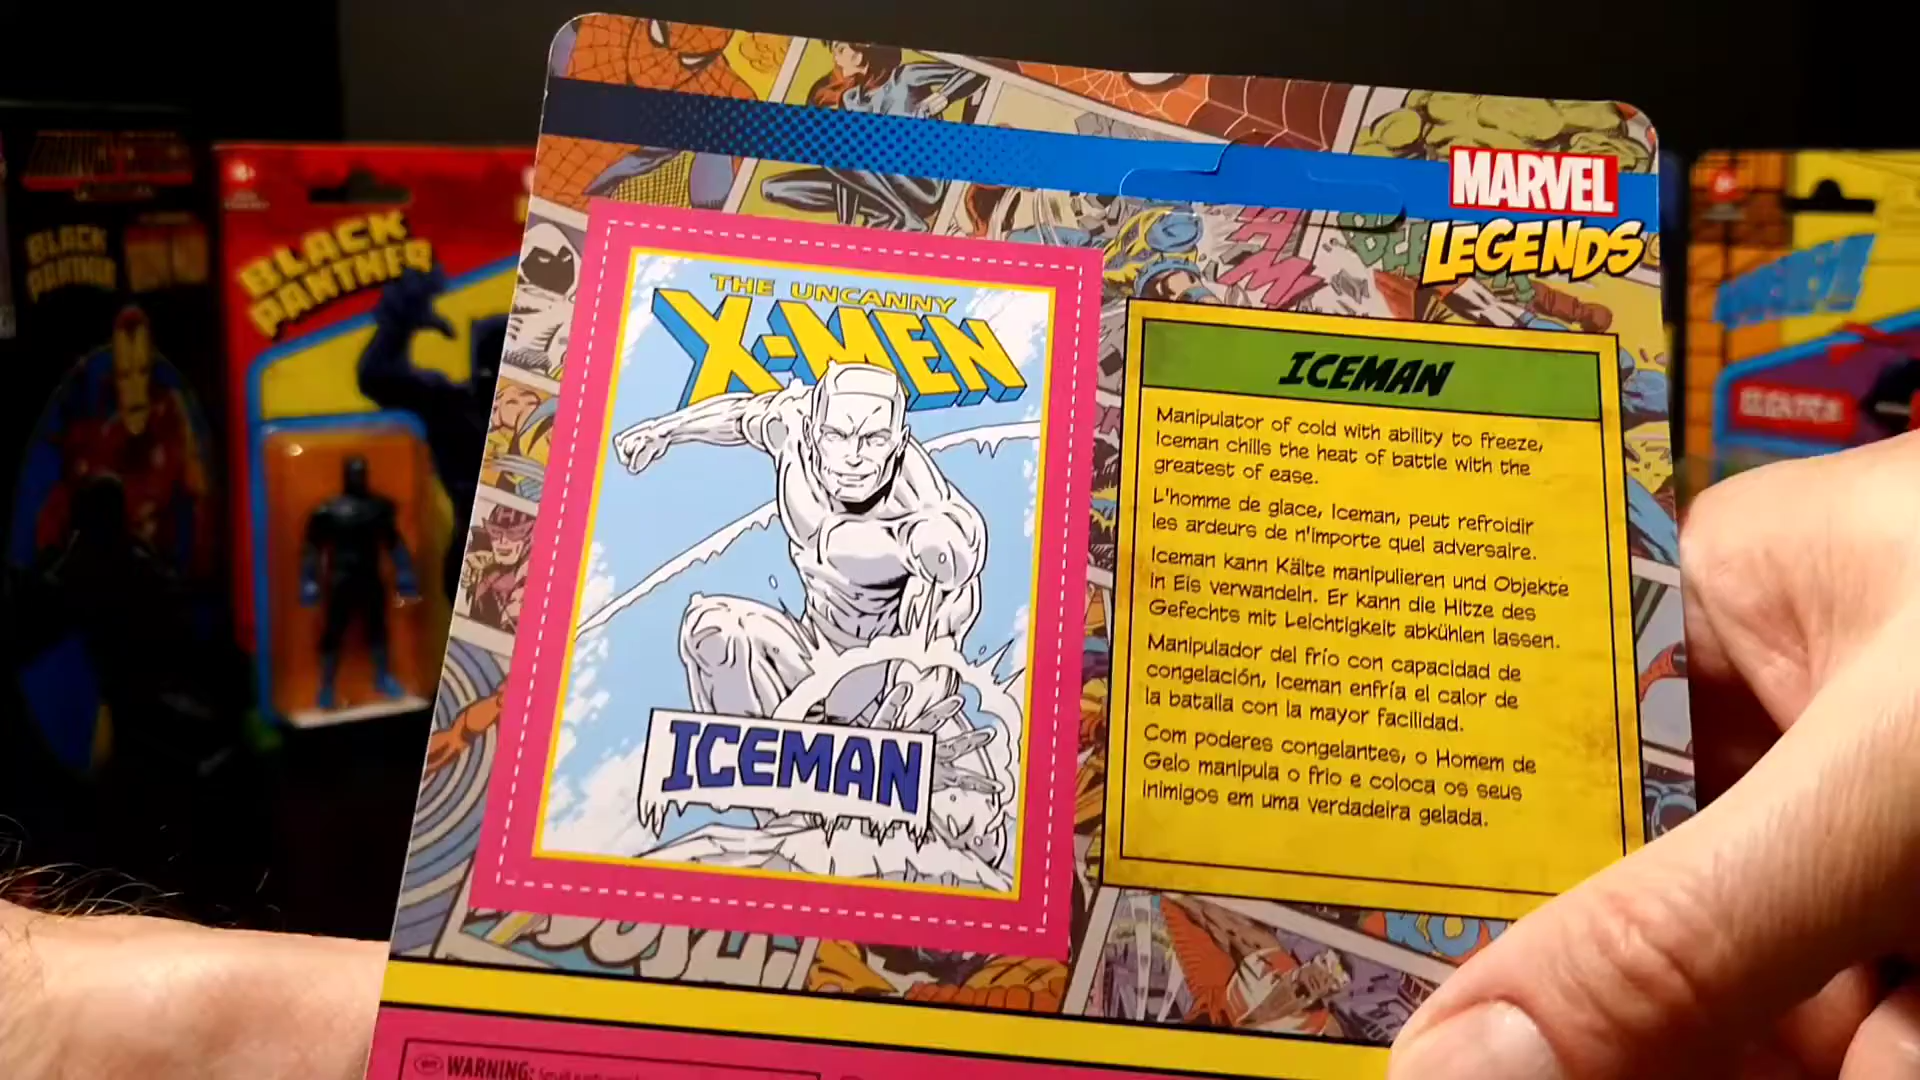 BLACK
PANTHER
BLACK
PANTHER
MARVEL
LEGENDS
THE UNCANNY
X-MEN
ICEMAN
ICEMAN
Manipulator of cold with ability to freeze,
Iceman chills the heat of battle with the
greatest of ease.
L'homme de glace, Iceman, peut refroidir
les ardeurs de n'importe quel adversaire.
Iceman kann Kälte manipulieren und Objekte
in Eis verwandeln. Er kann die Hitze des
Gefechts mit Leichtigkeit abkühlen lassen.
Manipulador del frío con capacidad de
congelación, Iceman enfría el calor de
la batalla con la mayor facilidad.
Com poderes congelantes, o Homem de
Gelo manipula o frio e coloca os seus
inimigos em uma verdadeira gelada.
WARNING: